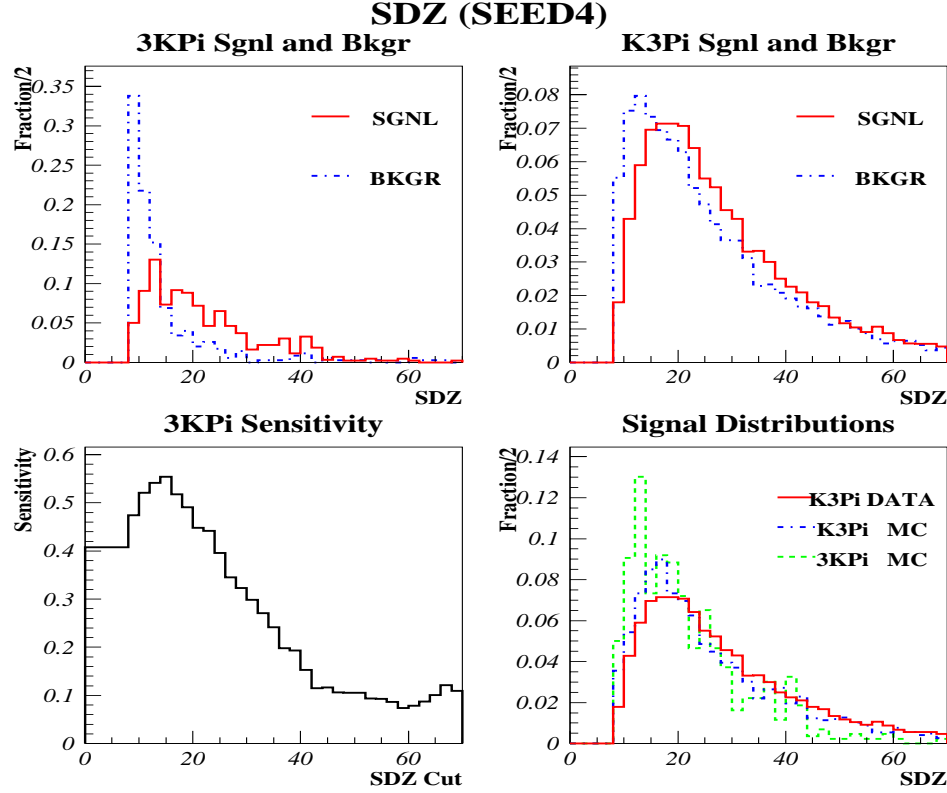 SDZ (SEED4)
3KPi Sgnl and Bkgr
Fraction/2
0.35
0.3
0.25
0.2
0.15
0.1
0.05
0
SGNL
BKGR
0 20 40 60
SDZ
K3Pi Sgnl and Bkgr
Fraction/2
0.08
0.07
0.06
0.05
0.04
0.03
0.02
0.01
0
SGNL
BKGR
0 20 40 60
SDZ
3KPi Sensitivity
Sensitivity
0.6
0.5
0.4
0.3
0.2
0.1
0
0 20 40 60
SDZ Cut
Signal Distributions
Fraction/2
0.14
0.12
0.1
0.08
0.06
0.04
0.02
0
K3Pi DATA
K3Pi MC
3KPi MC
0 20 40 60
SDZ